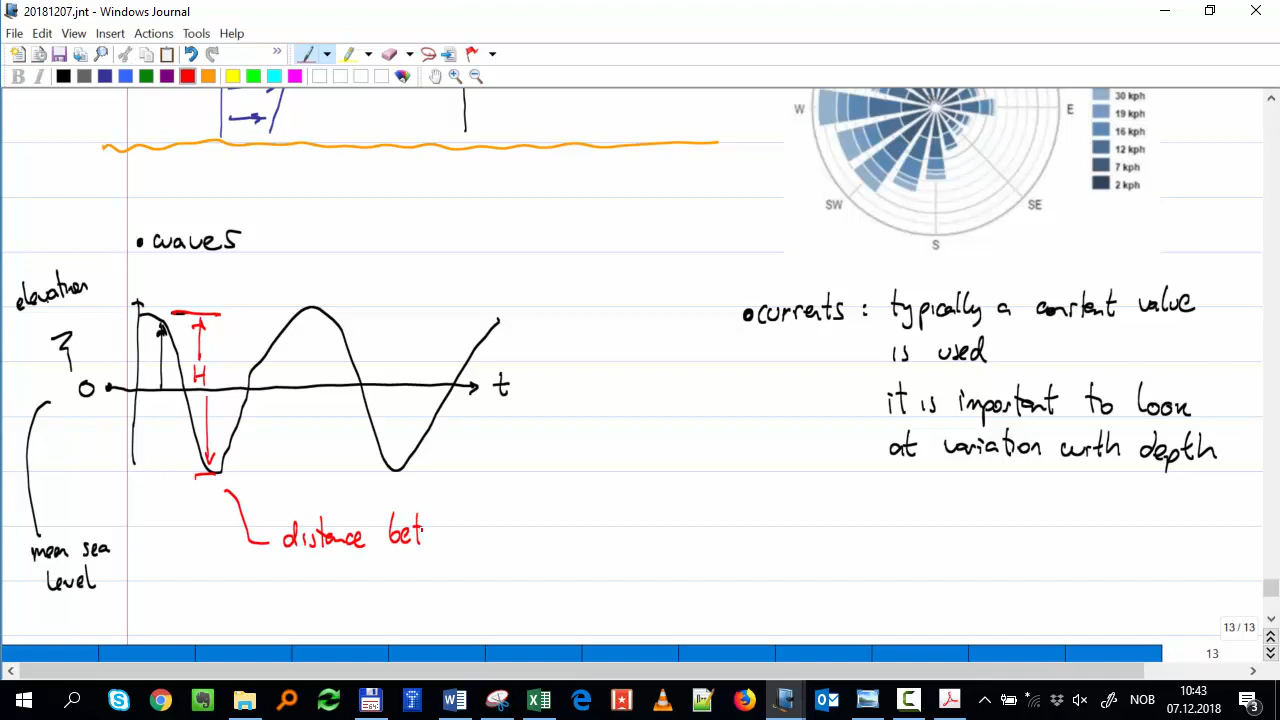 20181207.jnt - Windows Journal
File Edit View Insert Actions Tools Help
B I
W E
SW SE
S
30 kph
19 kph
16 kph
12 kph
7 kph
2 kph
• waves
elevation
0
H
t
mean sea
level
distance bet
• currents : typically a constant value
is used
it is important to look
at variation with depth
13 / 13
13
NOB
10:43
07.12.2018
3